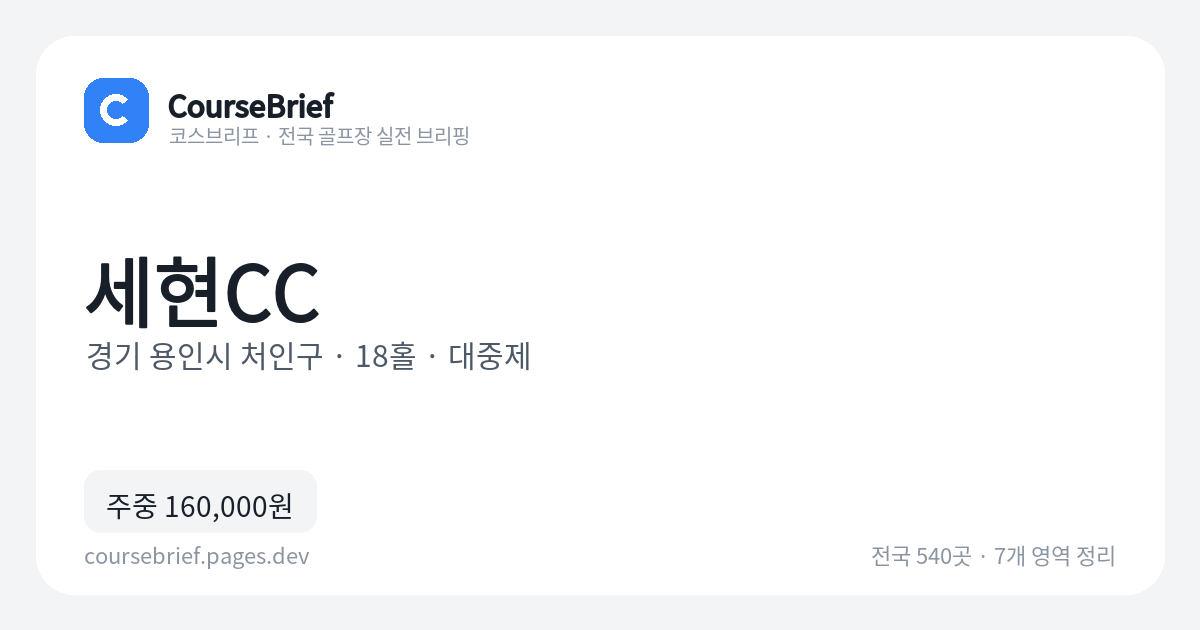 CourseBrief
코스브리프 · 전국 골프장 실전 브리핑
세현CC
경기 용인시 처인구 · 18홀 · 대중제
주중 160,000원
coursebrief.pages.dev
전국 540곳 · 7개 영역 정리